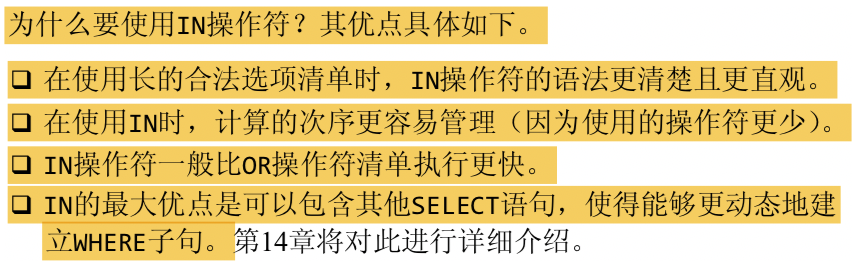 为什么要使用IN操作符？其优点具体如下。
❑ 在使用长的合法选项清单时，IN操作符的语法更清楚且更直观。
❑ 在使用IN时，计算的次序更容易管理（因为使用的操作符更少）。
❑ IN操作符一般比OR操作符清单执行更快。
❑ IN的最大优点是可以包含其他SELECT语句，使得能够更动态地建
立WHERE子句。第14章将对此进行详细介绍。